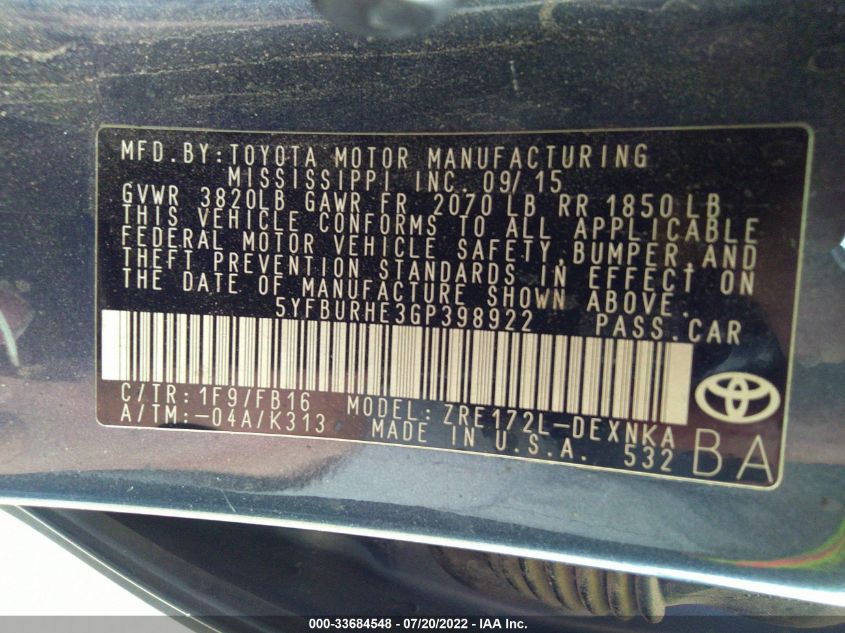 MFD.BY:TOYOTA MOTOR MANUFACTURING
MISSISSIPPI INC. 09/15
GVWR 3820LB GAWR FR 2070 LB RR 1850 LB
THIS VEHICLE CONFORMS TO ALL APPLICABLE
FEDERAL MOTOR VEHICLE SAFETY,BUMPER,AND
THEFT PREVENTION STANDARDS IN EFFECT ON
THE DATE OF MANUFACTURE SHOWN ABOVE.
5YFBURHE3GP398922 PASS.CAR
C/TR: 1F9/FB16 MODEL: ZRE172L-DEXNKA
A/TM:-04A/K313 MADE IN U.S.A. 532 BA
000-33684548 | 07/20/2022 - IAA Inc.